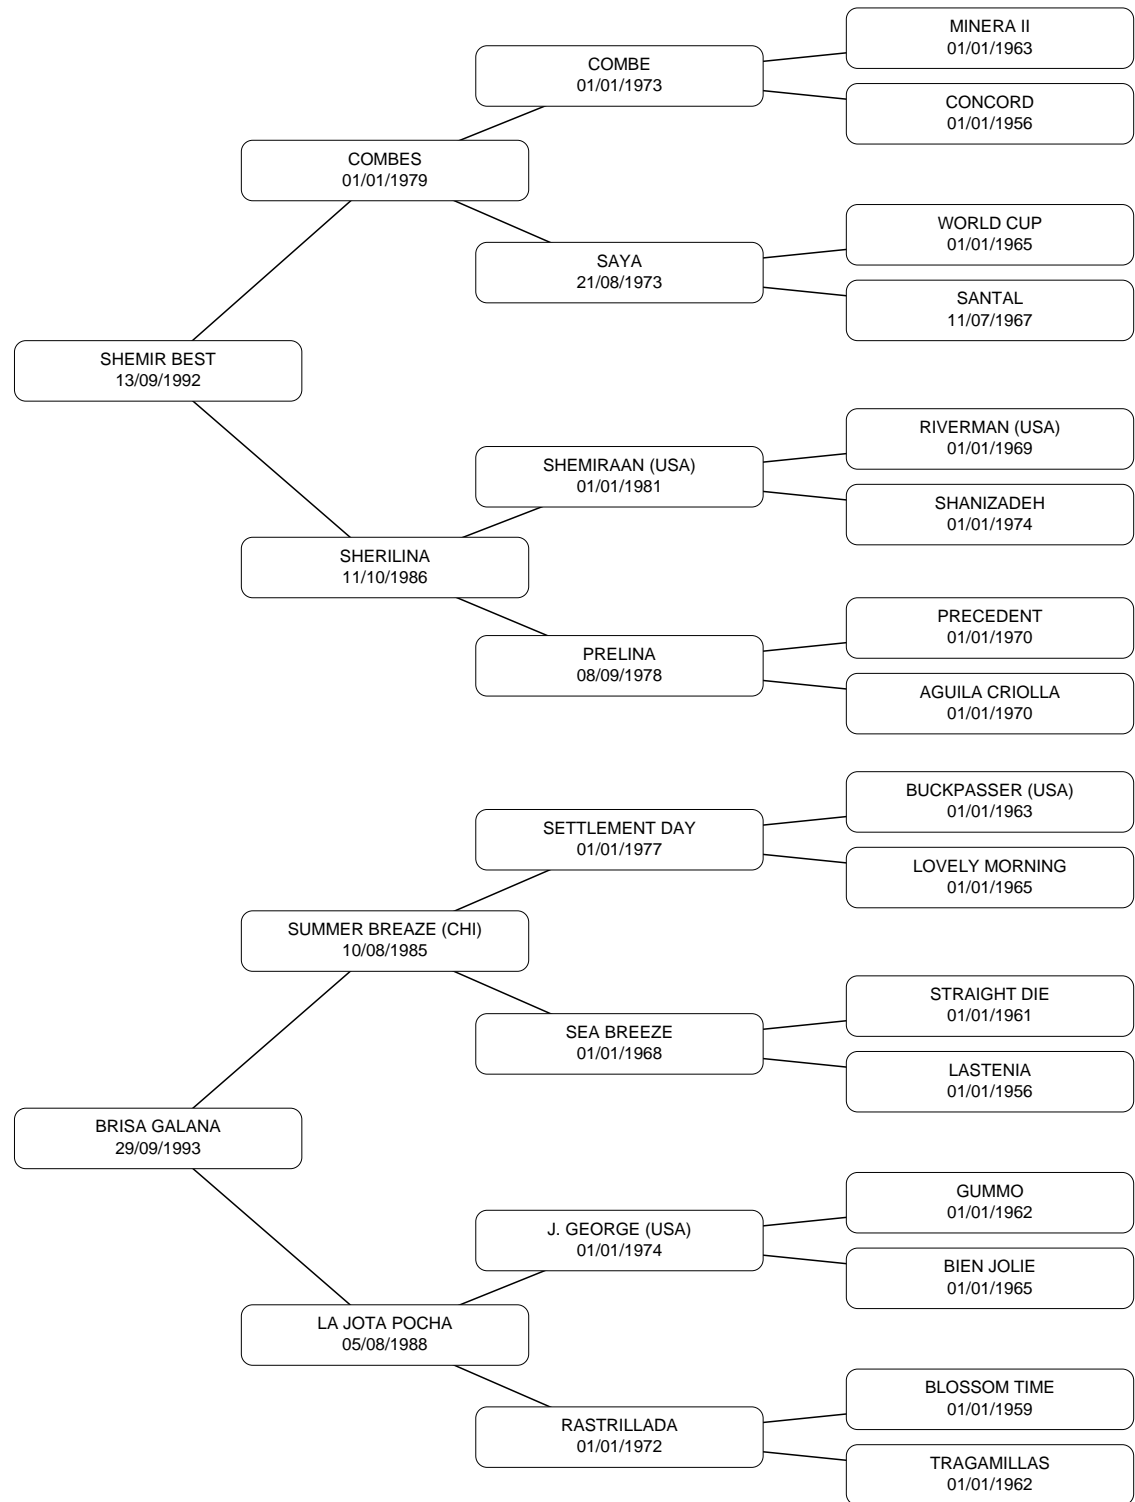 MINERA II
01/01/1963
COMBE
01/01/1973
CONCORD
01/01/1956
COMBES
01/01/1979
WORLD CUP
01/01/1965
SAYA
21/08/1973
SANTAL
11/07/1967
SHEMIR BEST
13/09/1992
RIVERMAN (USA)
01/01/1969
SHEMIRAAN (USA)
01/01/1981
SHANIZADEH
01/01/1974
SHERILINA
11/10/1986
PRECEDENT
01/01/1970
PRELINA
08/09/1978
AGUILA CRIOLLA
01/01/1970
BUCKPASSER (USA)
01/01/1963
SETTLEMENT DAY
01/01/1977
LOVELY MORNING
01/01/1965
SUMMER BREAZE (CHI)
10/08/1985
STRAIGHT DIE
01/01/1961
SEA BREEZE
01/01/1968
LASTENIA
01/01/1956
BRISA GALANA
29/09/1993
GUMMO
01/01/1962
J. GEORGE (USA)
01/01/1974
BIEN JOLIE
01/01/1965
LA JOTA POCHA
05/08/1988
BLOSSOM TIME
01/01/1959
RASTRILLADA
01/01/1972
TRAGAMILLAS
01/01/1962